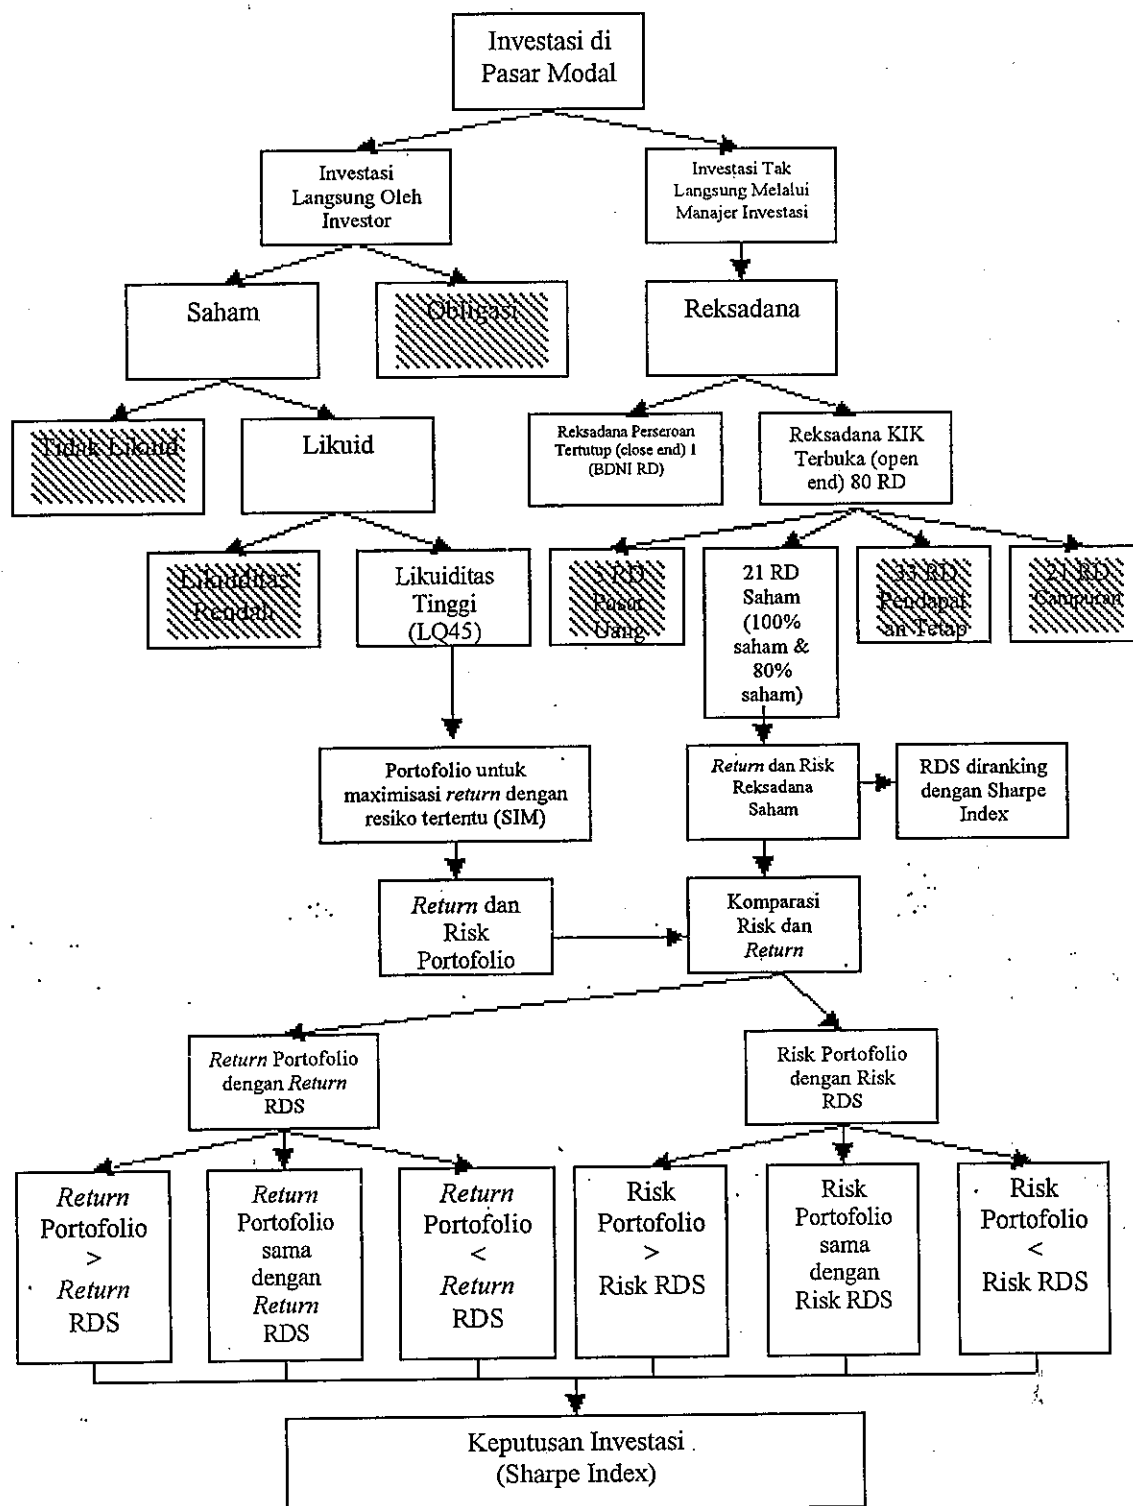 Investasi di
Pasar Modal
Investasi
Langsung Oleh
Investor
Investasi Tak
Langsung Melalui
Manajer Investasi
Saham
Obligasi
Reksadana
Tidak Likuid
Likuid
Reksadana Perseroan
Tertutup (close end) 1
(BDNI RD)
Reksadana KIK
Terbuka (open
end) 80 RD
Likuiditas
Rendah
Likuiditas
Tinggi
(LQ45)
5 RD
Pasar
Uang
21 RD
Saham
(100%
saham &
80%
saham)
33 RD
Pendapat
an Tetap
21 RD
Campuran
Portofolio untuk
maximisasi return dengan
resiko tertentu (SIM)
Return dan Risk
Reksadana
Saham
RDS diranking
dengan Sharpe
Index
Return dan
Risk
Portofolio
Komparasi
Risk dan
Return
Return Portofolio
dengan Return
RDS
Risk Portofolio
dengan Risk
RDS
Return
Portofolio
>
Return
RDS
Return
Portofolio
sama
dengan
Return
RDS
Return
Portofolio
<
Return
RDS
Risk
Portofolio
>
Risk RDS
Risk
Portofolio
sama
dengan
Risk RDS
Risk
Portofolio
<
Risk RDS
Keputusan Investasi
(Sharpe Index)